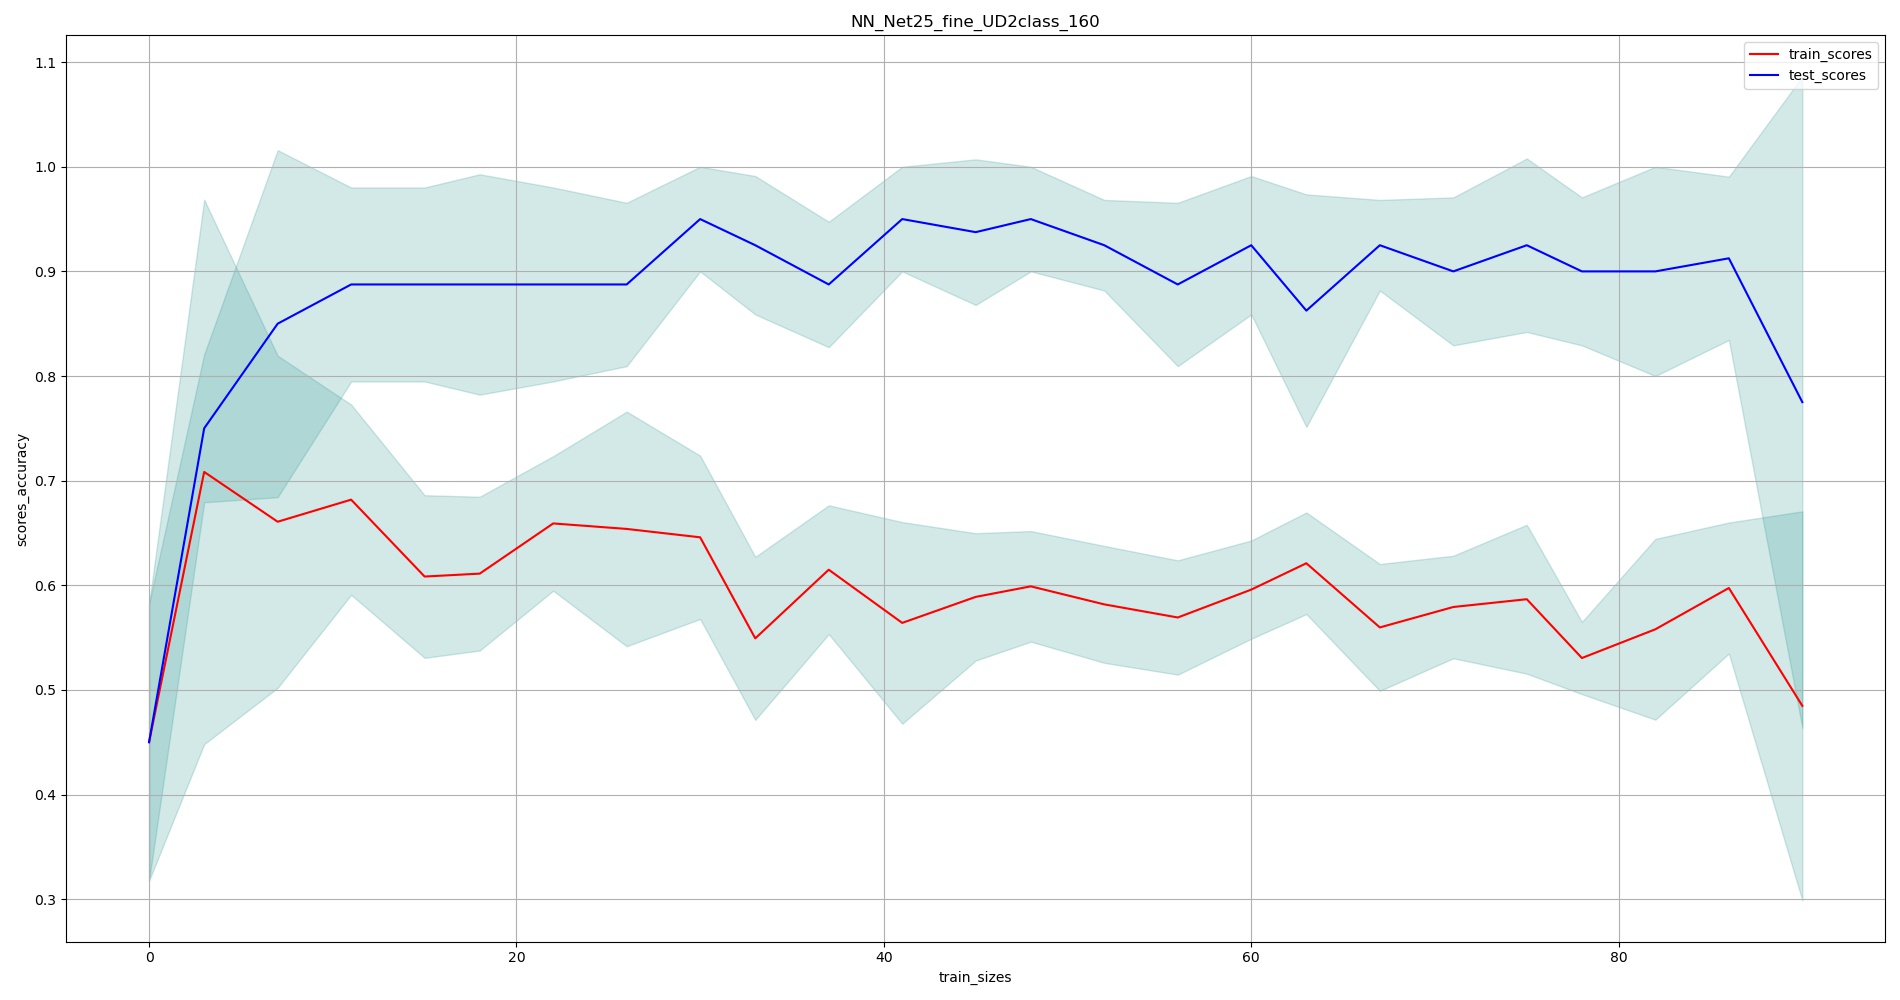 NN_Net25_fine_UD2class_160
train_scores
test_scores
1.1
1.0
0.9
0.8
0.7
0.6
0.5
0.4
0.3
scores_accuracy
0 20 40 60 80
train_sizes